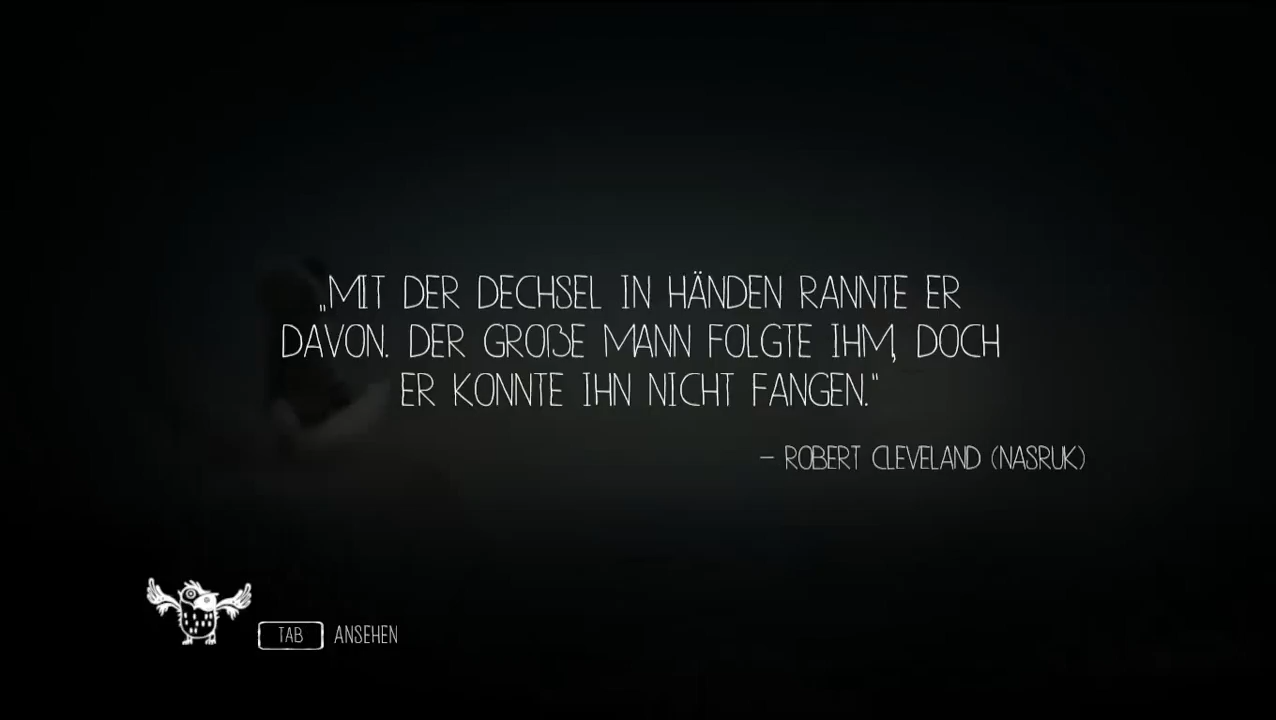 „MIT DER DECHSEL IN HÄNDEN RANNTE ER
DAVON. DER GROßE MANN FOLGTE IHM, DOCH
ER KONNTE IHN NICHT FANGEN.“
– ROBERT CLEVELAND (NASRUK)
TAB ANSEHEN